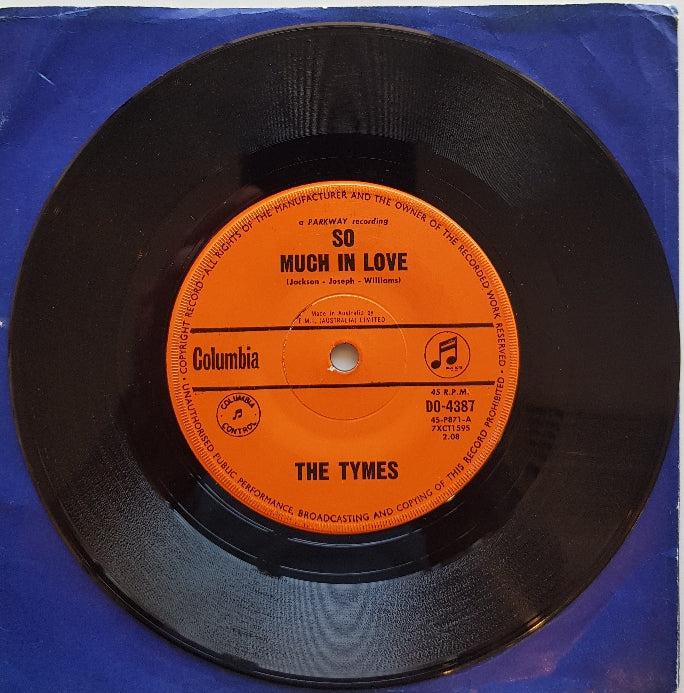 COPYRIGHT RECORD—ALL RIGHTS OF THE MANUFACTURER AND THE OWNER OF THE RECORDED WORK RESERVED •
UNAUTHORISED PUBLIC PERFORMANCE, BROADCASTING AND COPYING OF THIS RECORD PROHIBITED •
a PARKWAY recording
SO
MUCH IN LOVE
(Jackson - Joseph - Williams)
Made in Australia by
E.M.I. (AUSTRALIA) LIMITED
Columbia
45 R.P.M.
DO-4387
45-P871-A
7XCT1595
2.08
COLUMBIA
CONTROL
THE TYMES